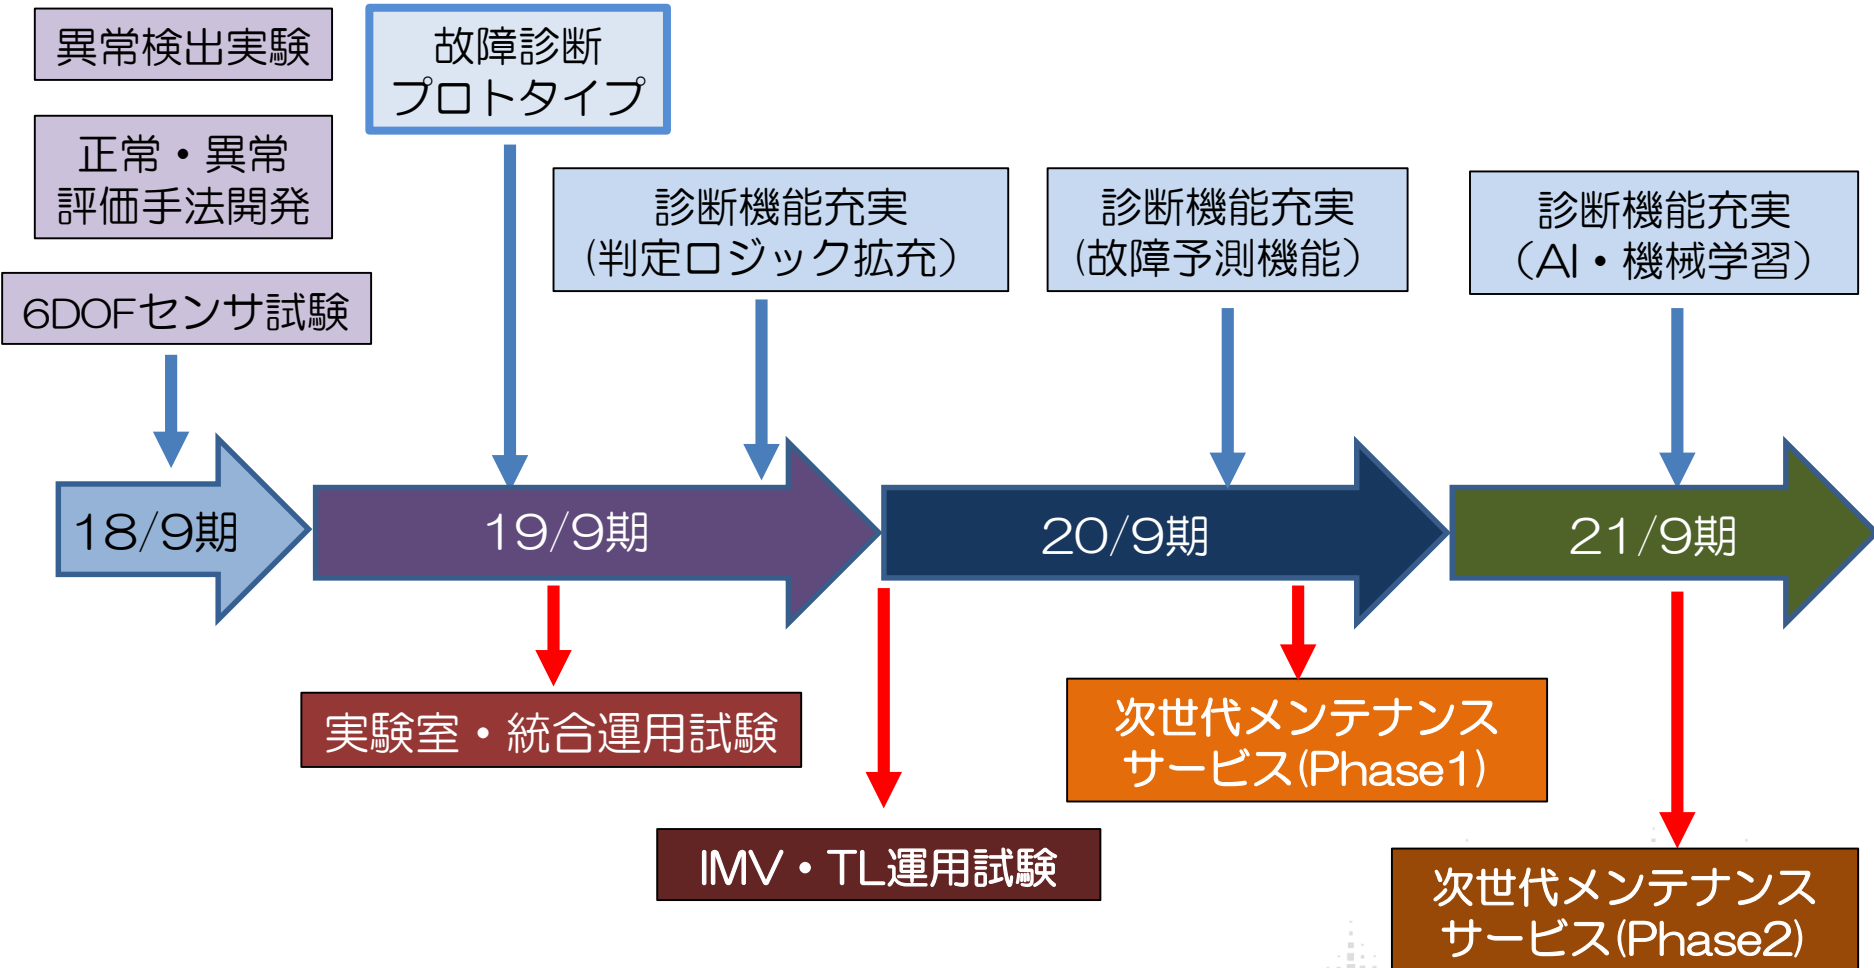 異常検出実験
正常・異常
評価手法開発
6DOFセンサ試験
故障診断
プロトタイプ
診断機能充実
(判定ロジック拡充）
診断機能充実
(故障予測機能）
診断機能充実
（AI・機械学習）
18/9期
19/9期
20/9期
21/9期
実験室・統合運用試験
IMV・TL運用試験
次世代メンテナンス
サービス(Phase1)
次世代メンテナンス
サービス(Phase2)